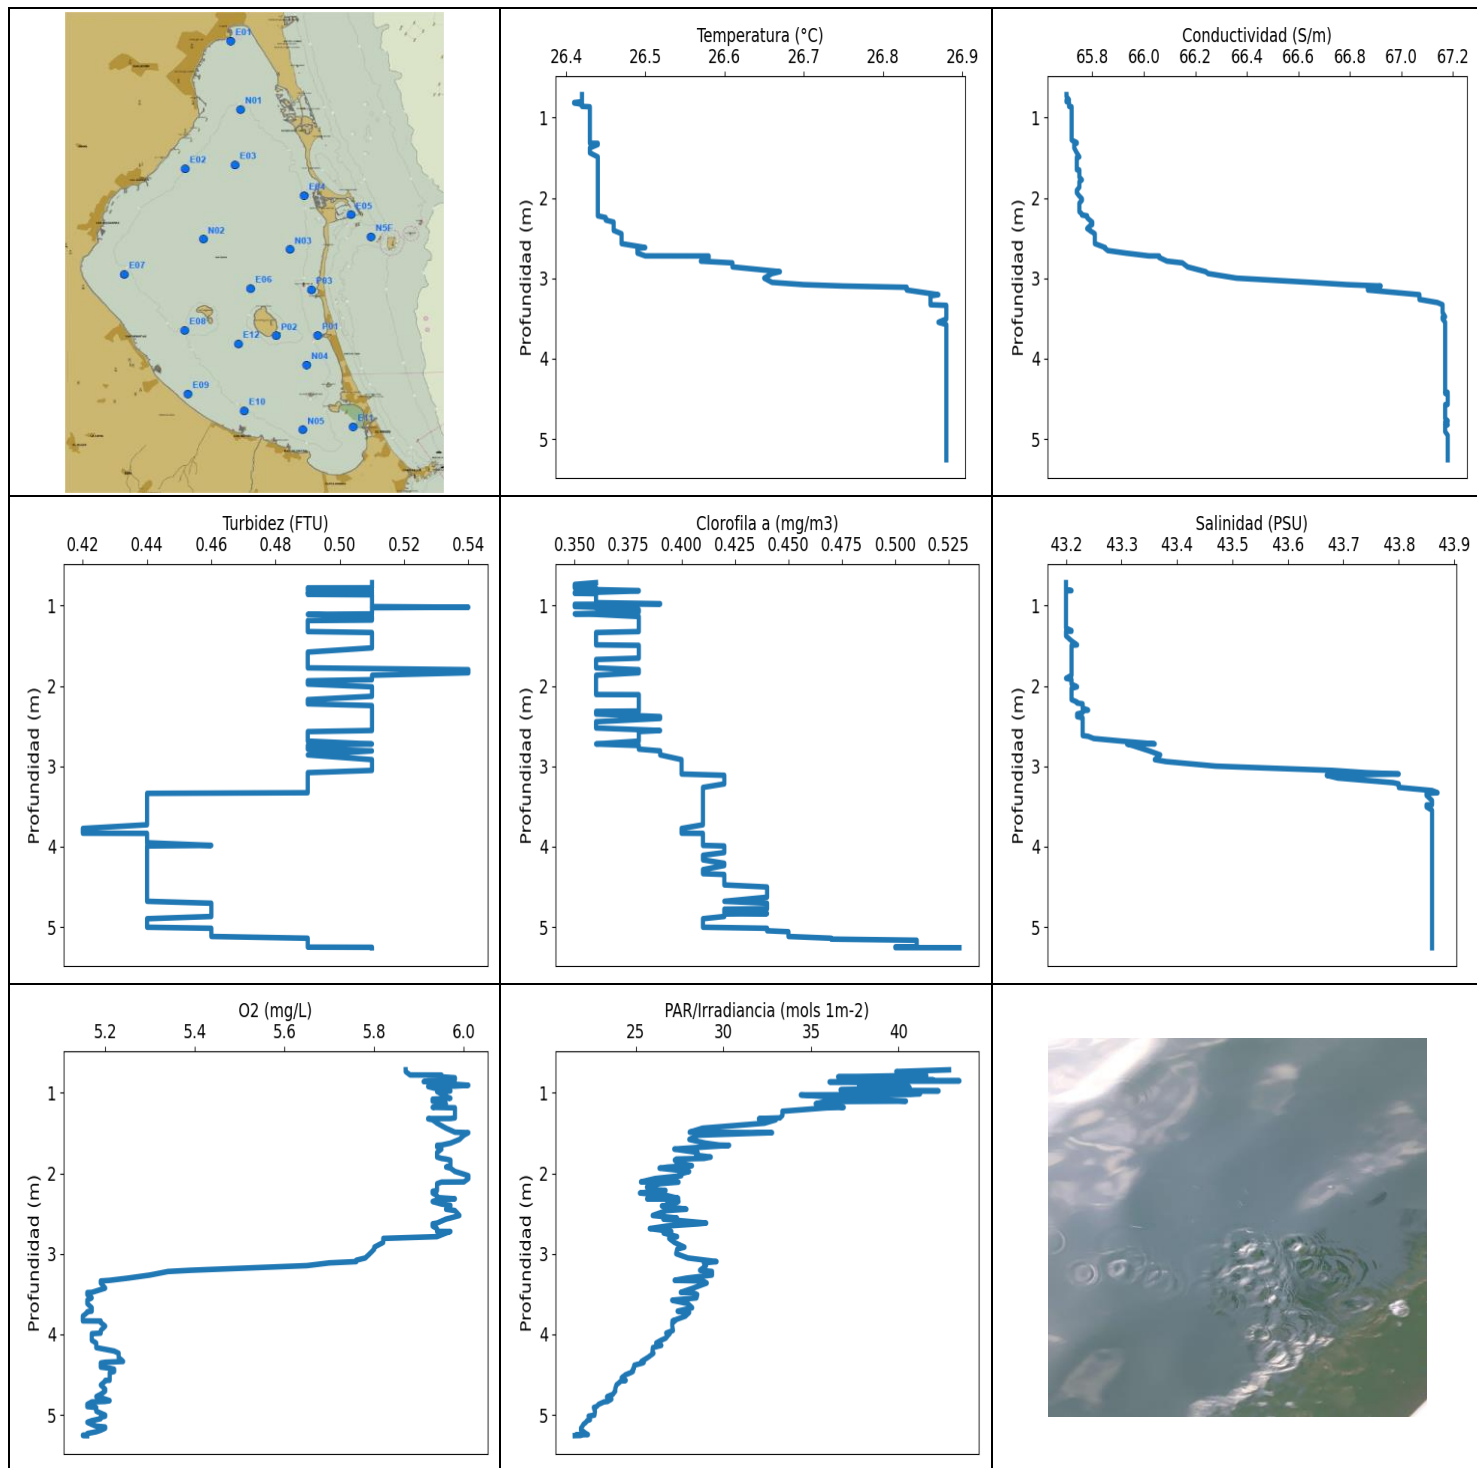 E01
N01
E02
E03
E04
E05
N5F
N02
N03
E07
E06
P03
E08
E12
P02
P01
N04
E09
E10
N05
E11
Temperatura (°C)
26.4 26.5 26.6 26.7 26.8 26.9
Profundidad (m)
1
2
3
4
5
Conductividad (S/m)
65.8 66.0 66.2 66.4 66.6 66.8 67.0 67.2
Profundidad (m)
1
2
3
4
5
Turbidez (FTU)
0.42 0.44 0.46 0.48 0.50 0.52 0.54
Profundidad (m)
1
2
3
4
5
Clorofila a (mg/m3)
0.350 0.375 0.400 0.425 0.450 0.475 0.500 0.525
Profundidad (m)
1
2
3
4
5
Salinidad (PSU)
43.2 43.3 43.4 43.5 43.6 43.7 43.8 43.9
Profundidad (m)
1
2
3
4
5
O2 (mg/L)
5.2 5.4 5.6 5.8 6.0
Profundidad (m)
1
2
3
4
5
PAR/Irradiancia (mols 1m-2)
25 30 35 40
Profundidad (m)
1
2
3
4
5